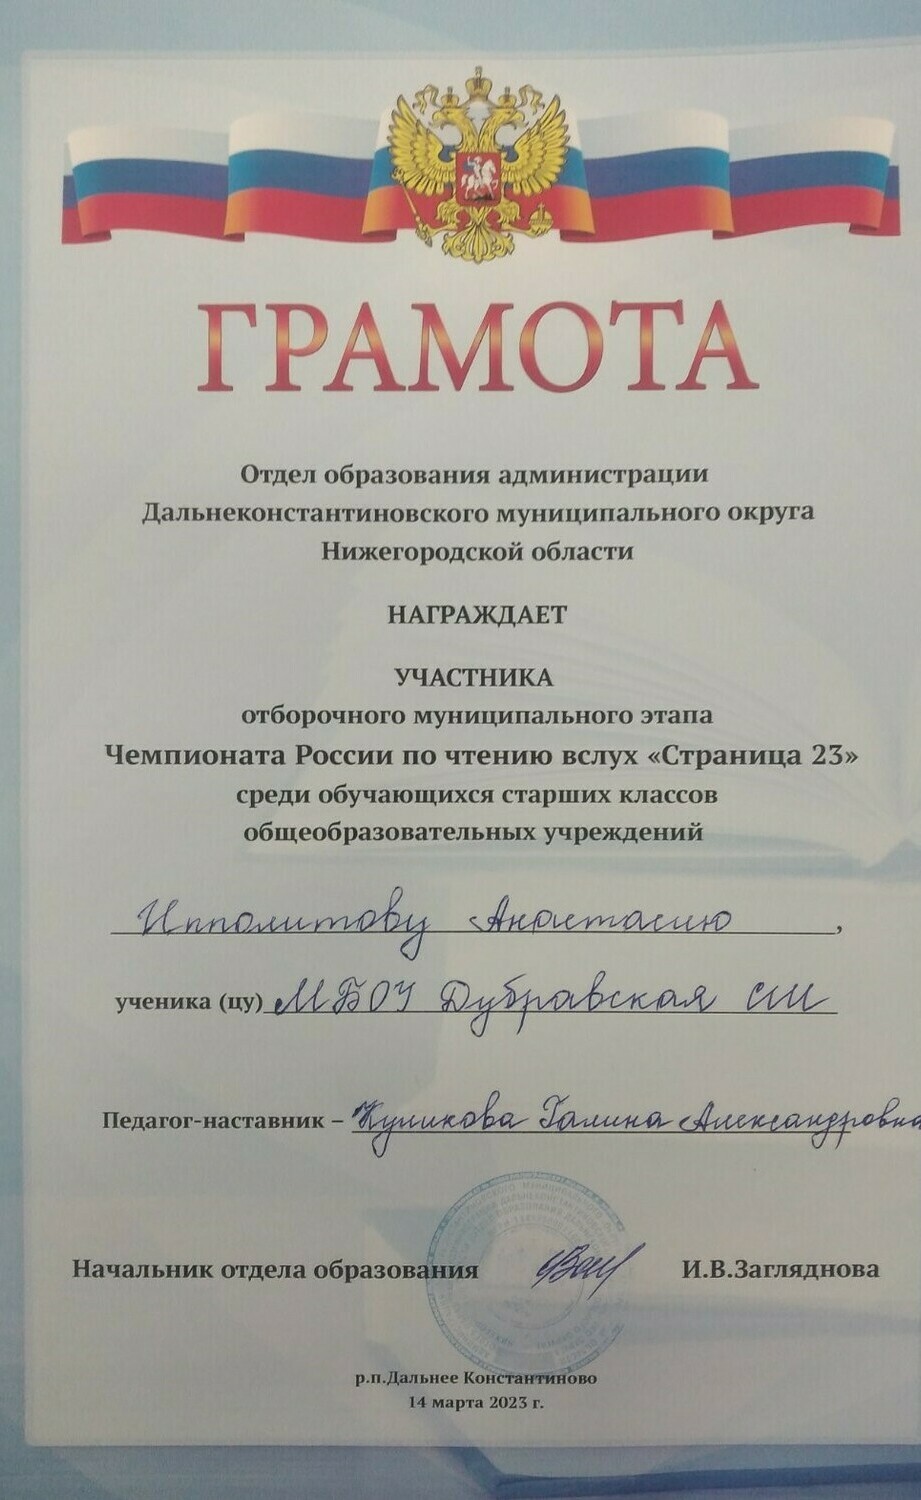 ГРАМОТА
Отдел образования администрации
Дальнеконстантиновского муниципального округа
Нижегородской области
НАГРАЖДАЕТ
УЧАСТНИКА
отборочного муниципального этапа
Чемпионата России по чтению вслух «Страница 23»
среди обучающихся старших классов
общеобразовательных учреждений
Ипполитову Анастасию,
ученика (цу) МБОУ Дубравская СШ
Педагог-наставник – Куликова Галина Александровна
Начальник отдела образования И.В.Загляднова
р.п.Дальнее Константиново
14 марта 2023 г.